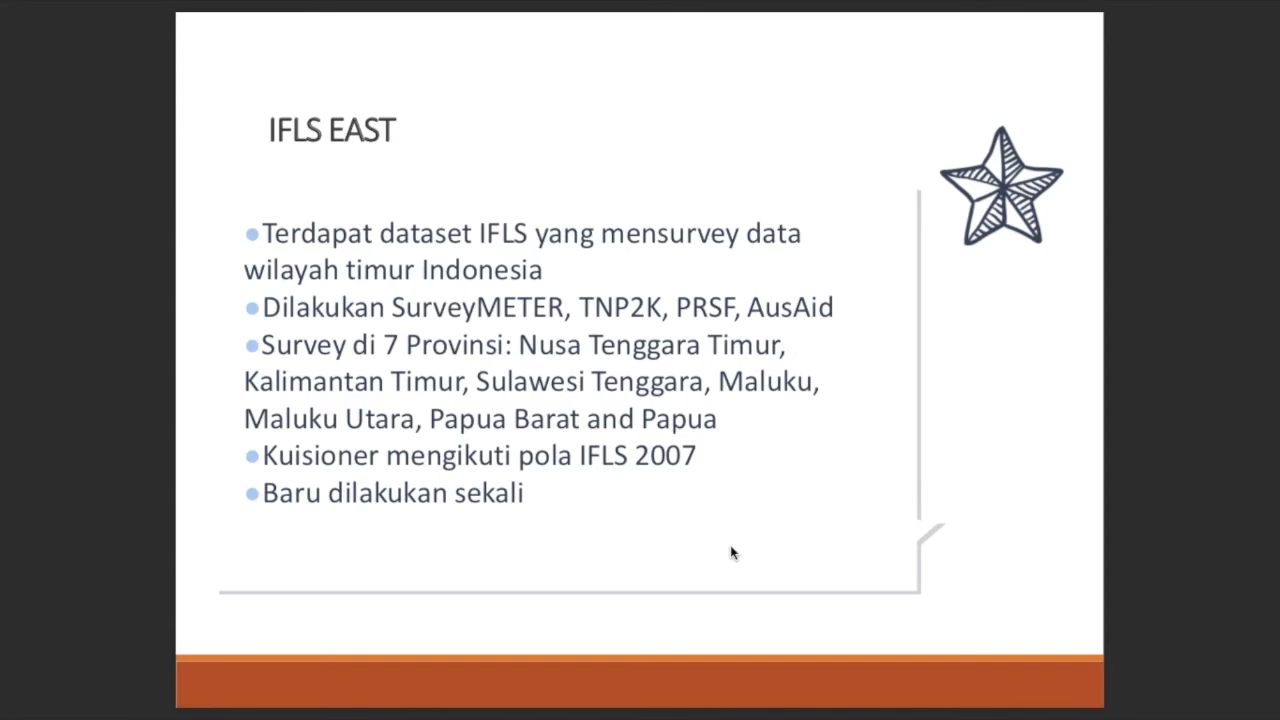 IFLS EAST
●Terdapat dataset IFLS yang mensurvey data
wilayah timur Indonesia
●Dilakukan SurveyMETER, TNP2K, PRSF, AusAid
●Survey di 7 Provinsi: Nusa Tenggara Timur,
Kalimantan Timur, Sulawesi Tenggara, Maluku,
Maluku Utara, Papua Barat and Papua
●Kuisioner mengikuti pola IFLS 2007
●Baru dilakukan sekali